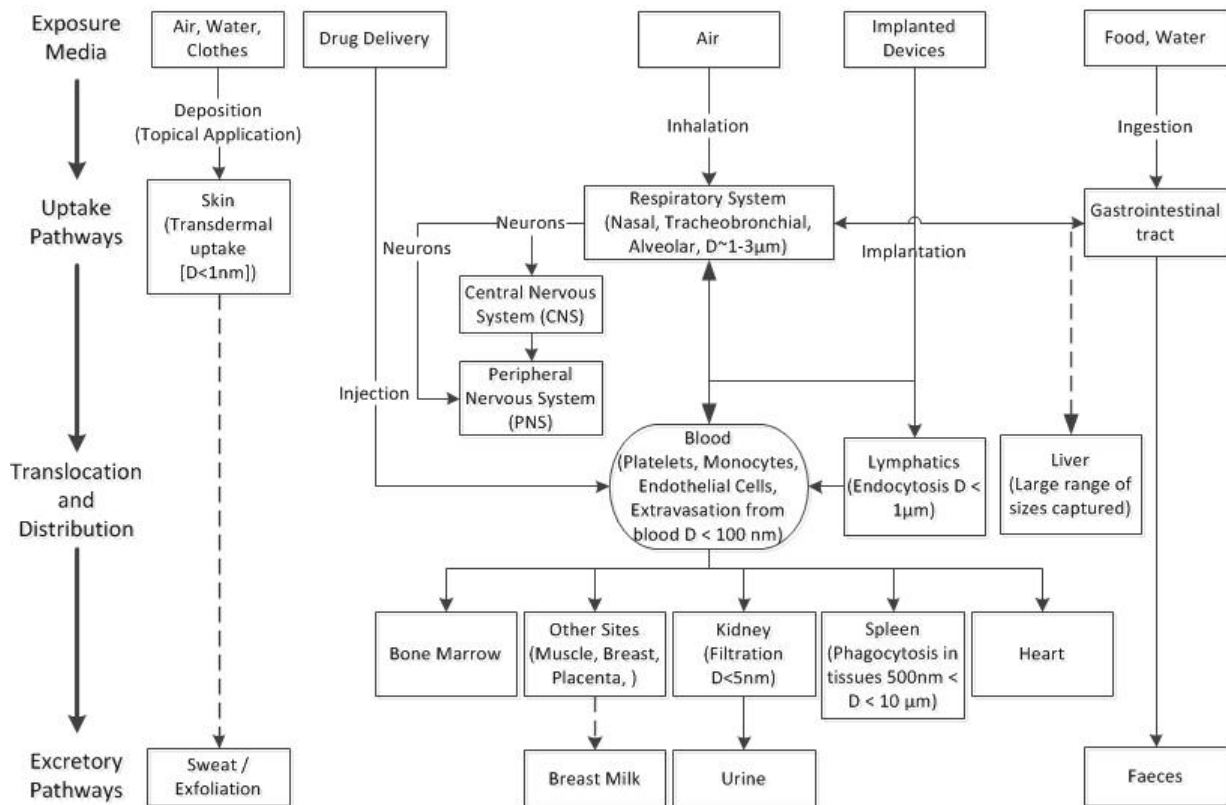 Exposure
Media
Air, Water,
Clothes
Drug Delivery
Air
Implanted
Devices
Food, Water
Deposition
(Topical Application)
Inhalation
Ingestion
Uptake
Pathways
Skin
(Transdermal
uptake
[D<1nm])
Neurons
Neurons
Respiratory System
(Nasal, Tracheobronchial,
Alveolar, D~1-3µm)
Implantation
Gastrointestinal
tract
Central Nervous
System (CNS)
Injection
Peripheral
Nervous System
(PNS)
Translocation
and
Distribution
Blood
(Platelets, Monocytes,
Endothelial Cells,
Extravasation from
blood D < 100 nm)
Lymphatics
(Endocytosis D <
1µm)
Liver
(Large range of
sizes captured)
Bone Marrow
Other Sites
(Muscle, Breast,
Placenta, )
Kidney
(Filtration
D<5nm)
Spleen
(Phagocytosis in
tissues 500nm <
D < 10 µm)
Heart
Excretory
Pathways
Sweat /
Exfoliation
Breast Milk
Urine
Faeces